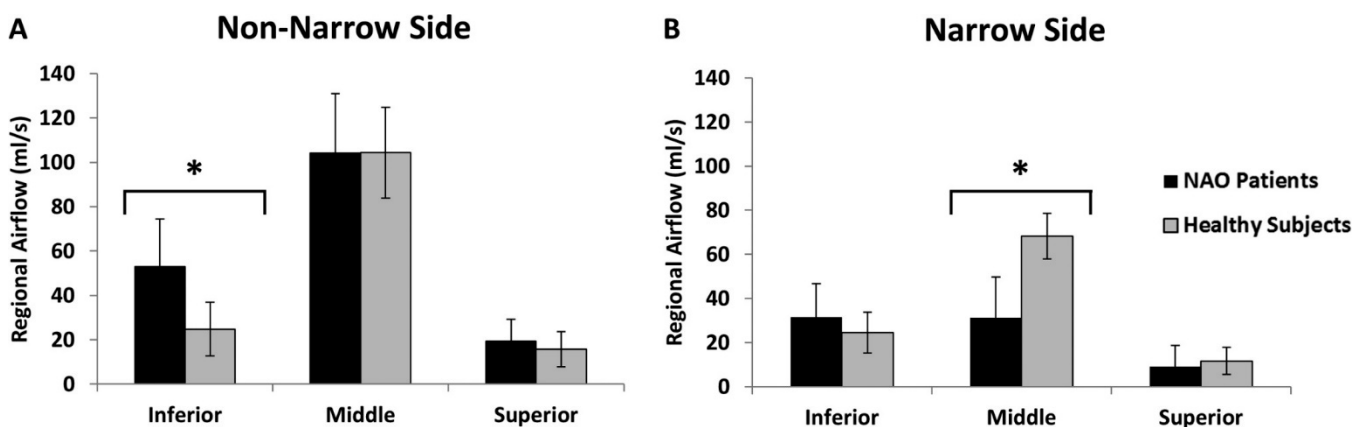 A
Non-Narrow Side
Regional Airflow (ml/s)
140
120
100
80
60
40
20
0
*
Inferior Middle Superior
B
Narrow Side
Regional Airflow (ml/s)
140
120
100
80
60
40
20
0
*
NAO Patients
Healthy Subjects
Inferior Middle Superior